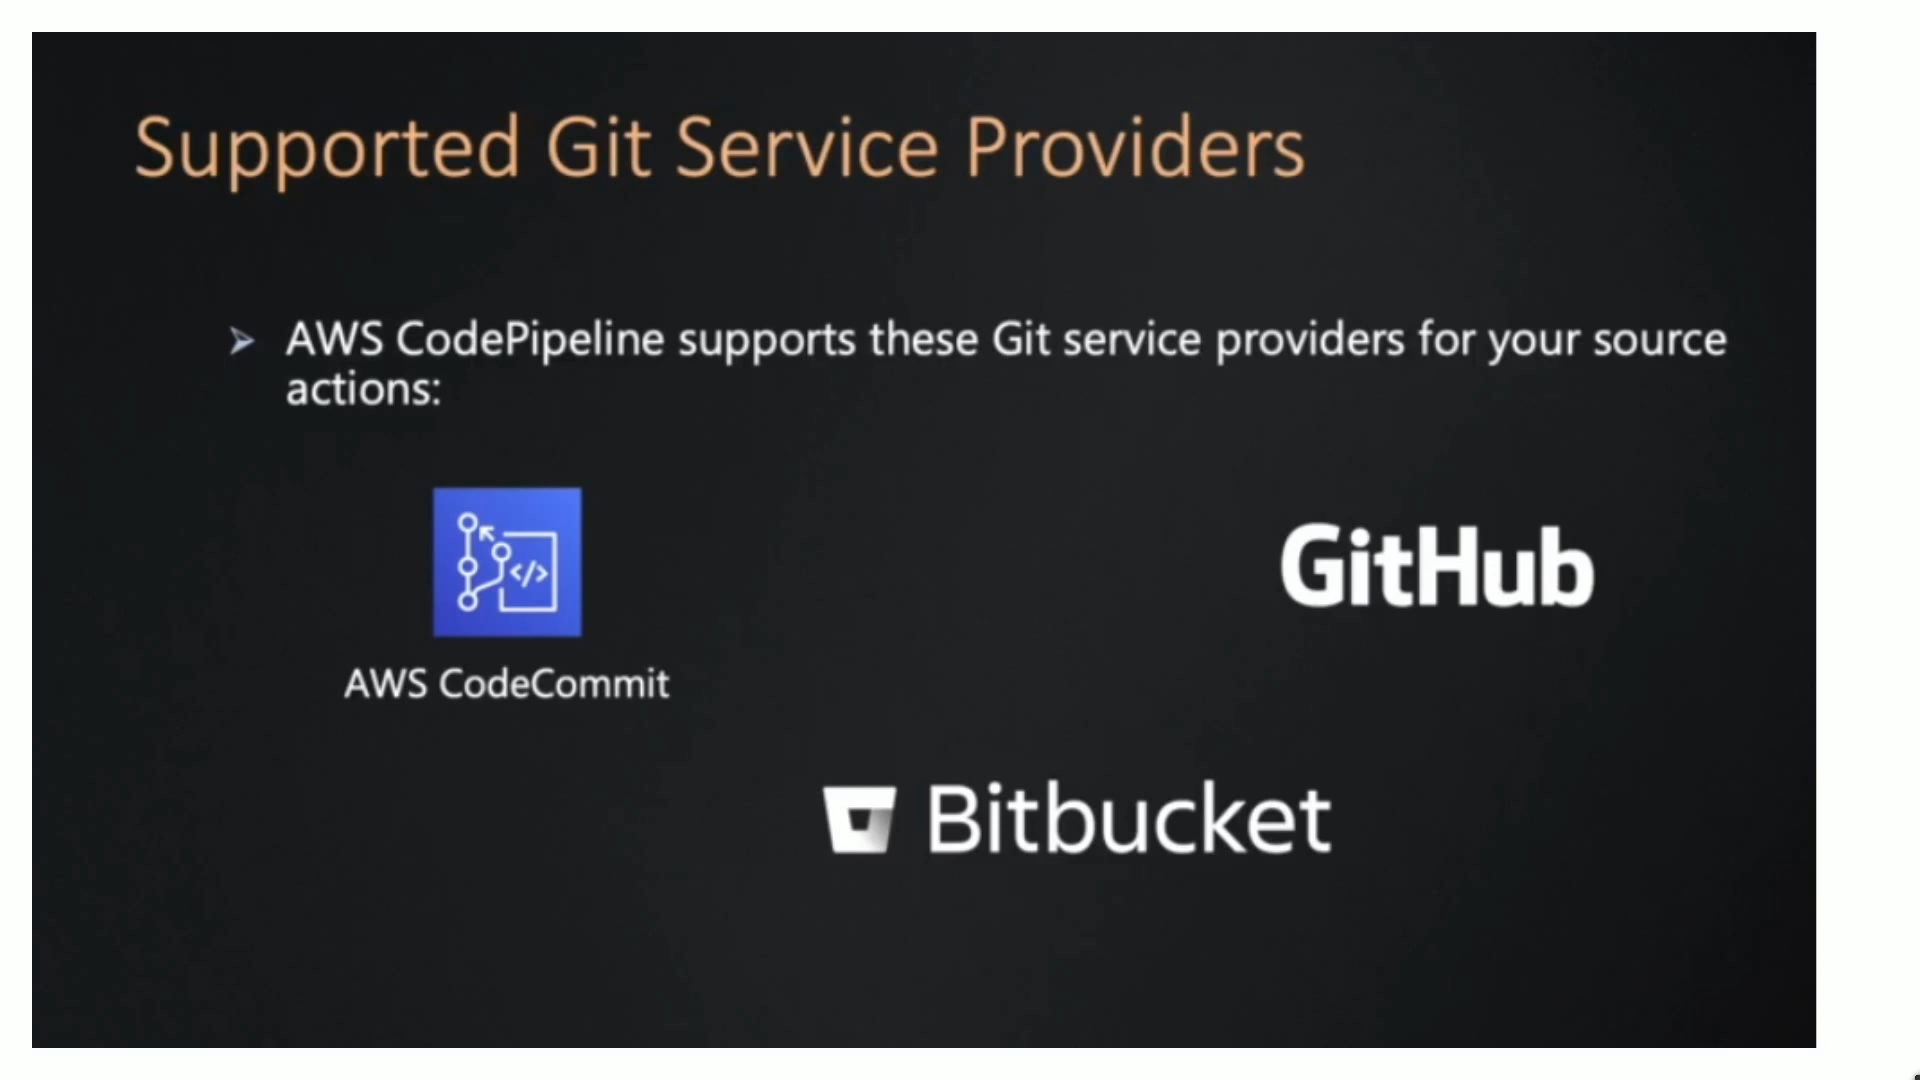 Supported Git Service Providers
AWS CodePipeline supports these Git service providers for your source
actions:
</>
GitHub
AWS CodeCommit
Bitbucket